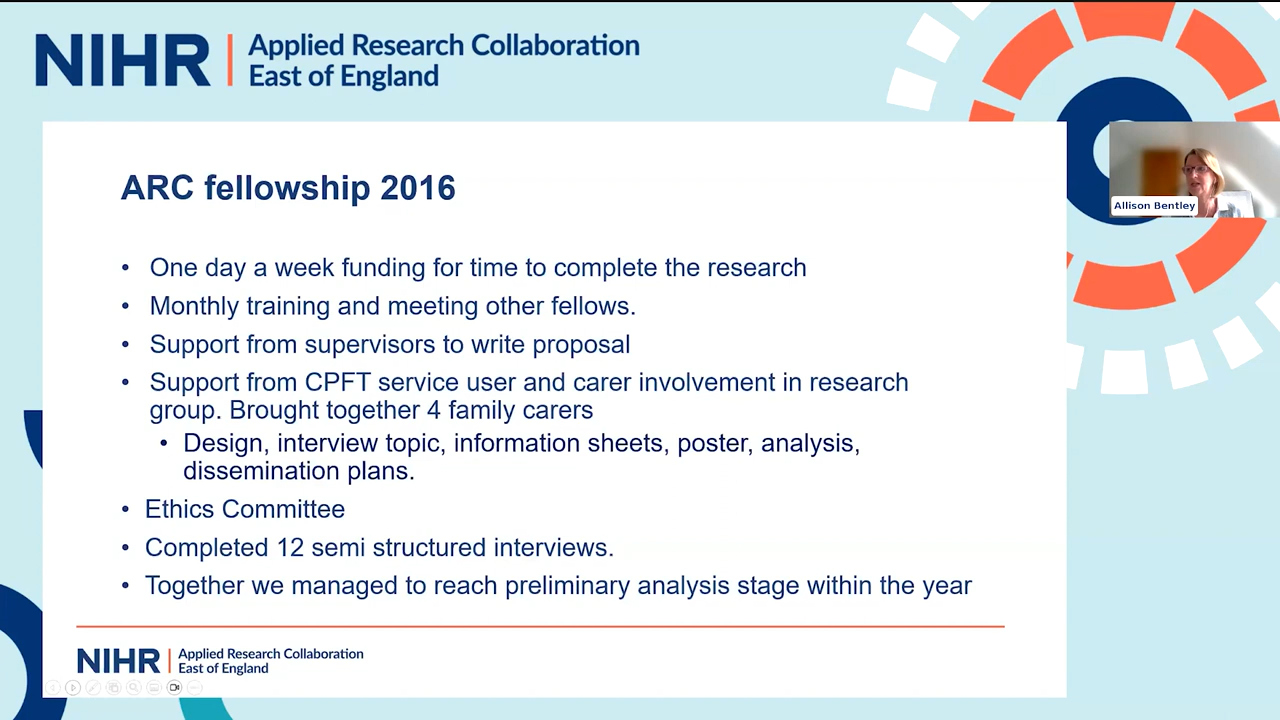 NIHR | Applied Research Collaboration
East of England
ARC fellowship 2016
Allison Bentley
• One day a week funding for time to complete the research
• Monthly training and meeting other fellows.
• Support from supervisors to write proposal
• Support from CPFT service user and carer involvement in research
group. Brought together 4 family carers
• Design, interview topic, information sheets, poster, analysis,
dissemination plans.
• Ethics Committee
• Completed 12 semi structured interviews.
• Together we managed to reach preliminary analysis stage within the year
NIHR | Applied Research Collaboration
East of England